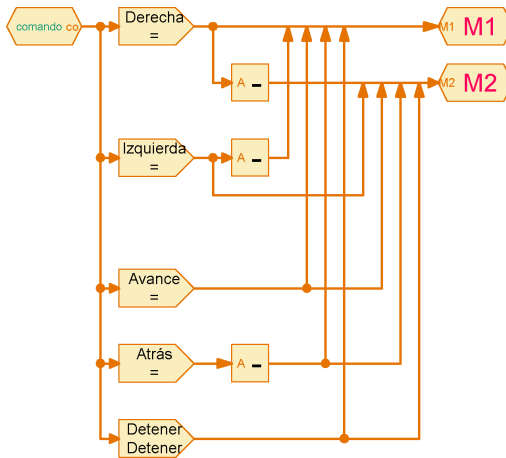 comando co
Derecha
=
M1 M1
A -
M2 M2
Izquierda
=
A -
Avance
=
Atrás
=
A -
Detener
Detener